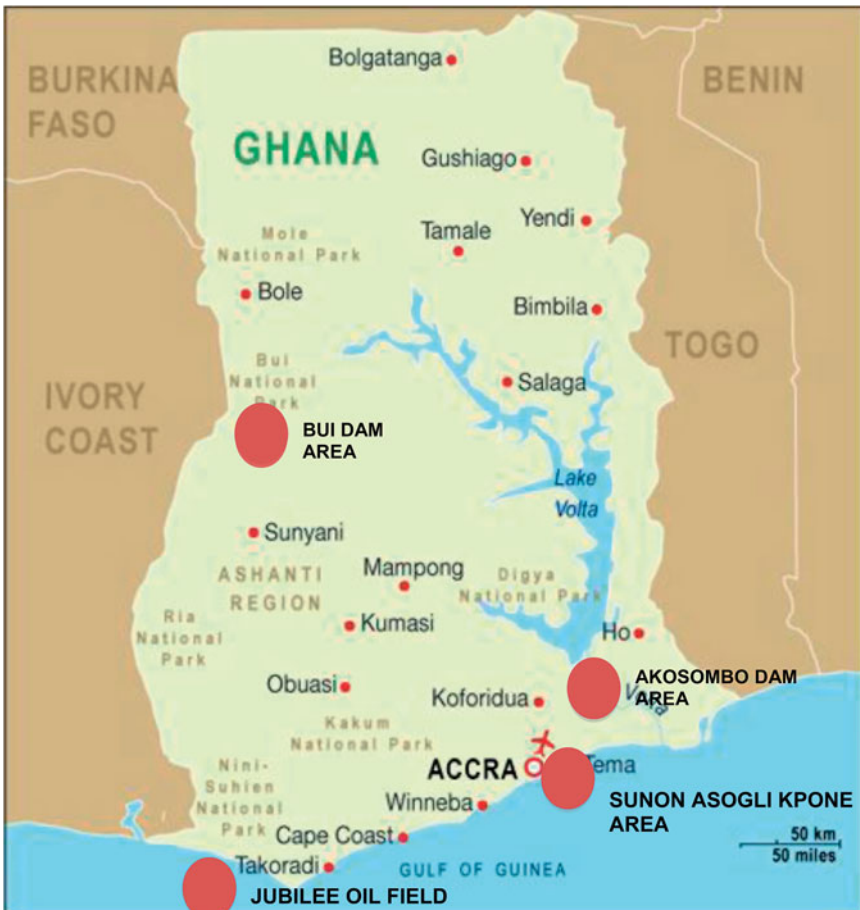 BURKINA
FASO
BENIN
Bolgatanga
GHANA
Gushiago
Yendi
Tamale
Mole
National Park
Bole
Bimbila
TOGO
IVORY
COAST
Bui
National
Park
Salaga
BUI DAM
AREA
Lake
Volta
Sunyani
Mampong
ASHANTI
REGION
Digya
National Park
Ria
National
Park
Kumasi
Ho
Obuasi
Koforidua
AKOSOMBO DAM
AREA
Volta
Kakum
National Park
Nini-
Suhien
National
Park
ACCRA
Tema
Winneba
SUNON ASOGLI KPONE
AREA
Cape Coast
50 km
50 miles
Takoradi
GULF OF GUINEA
JUBILEE OIL FIELD